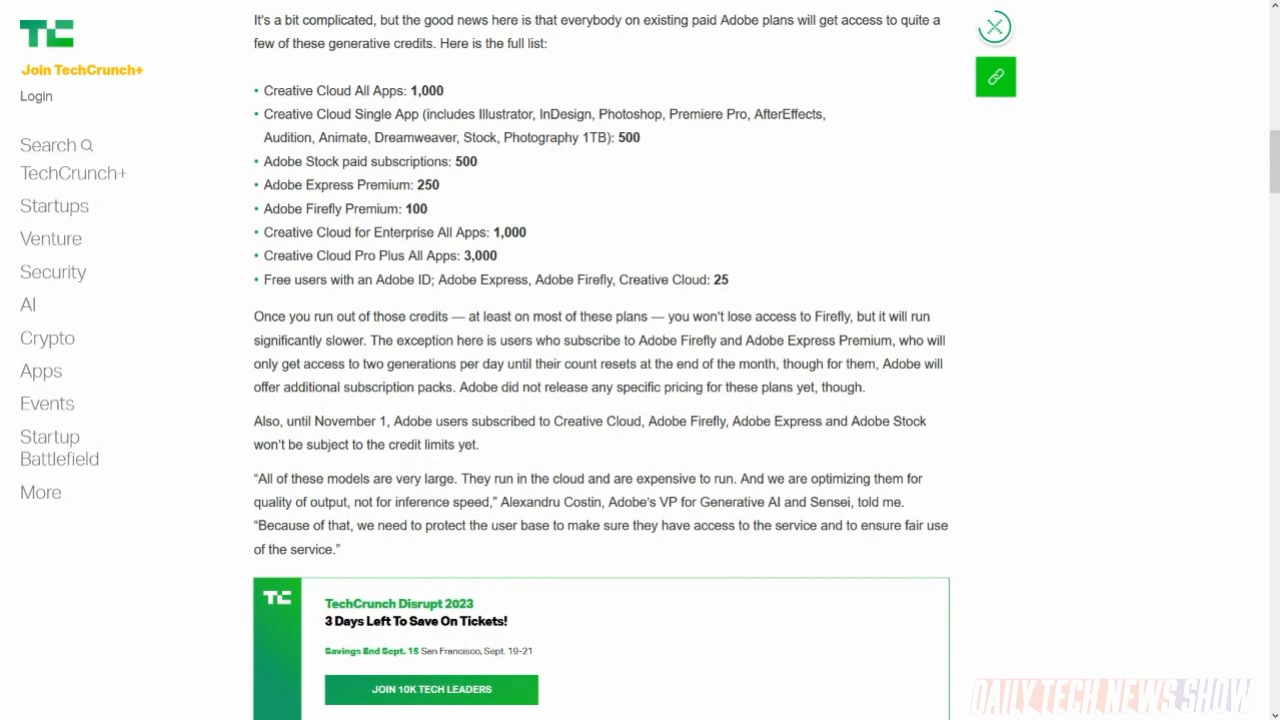 TC
Join TechCrunch+
Login
Search
TechCrunch+
Startups
Venture
Security
AI
Crypto
Apps
Events
Startup
Battlefield
More
It's a bit complicated, but the good news here is that everybody on existing paid Adobe plans will get access to quite a
few of these generative credits. Here is the full list:
• Creative Cloud All Apps: 1,000
• Creative Cloud Single App (includes Illustrator, InDesign, Photoshop, Premiere Pro, AfterEffects,
Audition, Animate, Dreamweaver, Stock, Photography 1TB): 500
• Adobe Stock paid subscriptions: 500
• Adobe Express Premium: 250
• Adobe Firefly Premium: 100
• Creative Cloud for Enterprise All Apps: 1,000
• Creative Cloud Pro Plus All Apps: 3,000
• Free users with an Adobe ID; Adobe Express, Adobe Firefly, Creative Cloud: 25
Once you run out of those credits — at least on most of these plans — you won't lose access to Firefly, but it will run
significantly slower. The exception here is users who subscribe to Adobe Firefly and Adobe Express Premium, who will
only get access to two generations per day until their count resets at the end of the month, though for them, Adobe will
offer additional subscription packs. Adobe did not release any specific pricing for these plans yet, though.
Also, until November 1, Adobe users subscribed to Creative Cloud, Adobe Firefly, Adobe Express and Adobe Stock
won't be subject to the credit limits yet.
“All of these models are very large. They run in the cloud and are expensive to run. And we are optimizing them for
quality of output, not for inference speed,” Alexandru Costin, Adobe's VP for Generative AI and Sensei, told me.
“Because of that, we need to protect the user base to make sure they have access to the service and to ensure fair use
of the service.”
TC
TechCrunch Disrupt 2023
3 Days Left To Save On Tickets!
Savings End Sept. 15 San Francisco, Sept. 19-21
JOIN 10K TECH LEADERS
DAILY TECH NEWS SHOW